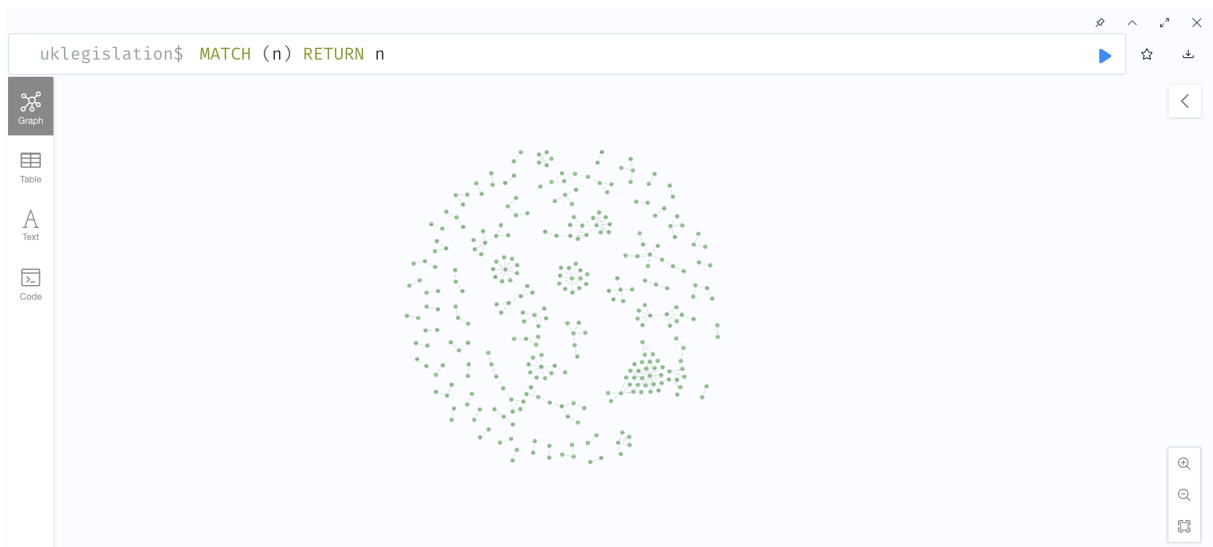 uklegislation$ MATCH (n) RETURN n
Graph
Table
Text
Code